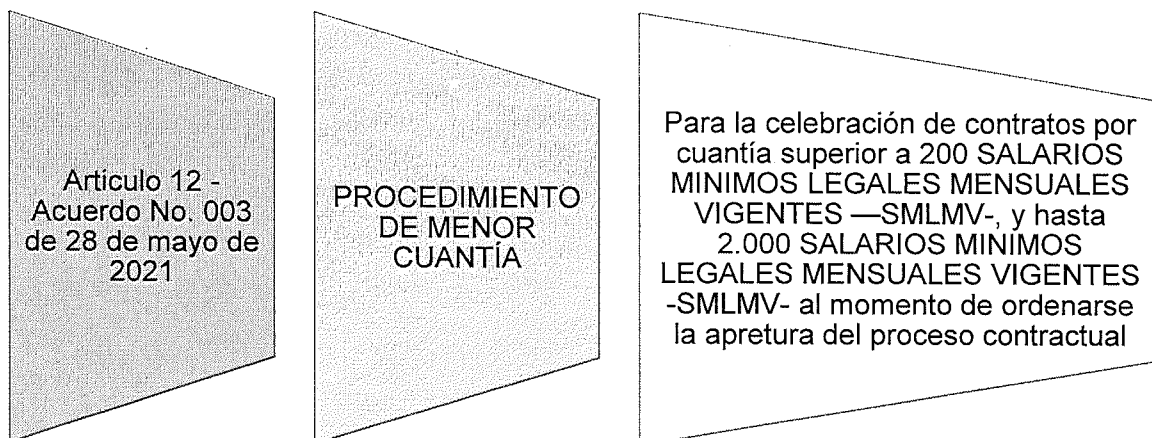 Articulo 12 -
Acuerdo No. 003
de 28 de mayo de
2021
PROCEDIMIENTO
DE MENOR
CUANTÍA
Para la celebración de contratos por
cuantía superior a 200 SALARIOS
MINIMOS LEGALES MENSUALES
VIGENTES —SMLMV-, y hasta
2.000 SALARIOS MINIMOS
LEGALES MENSUALES VIGENTES
-SMLMV- al momento de ordenarse
la apretura del proceso contractual